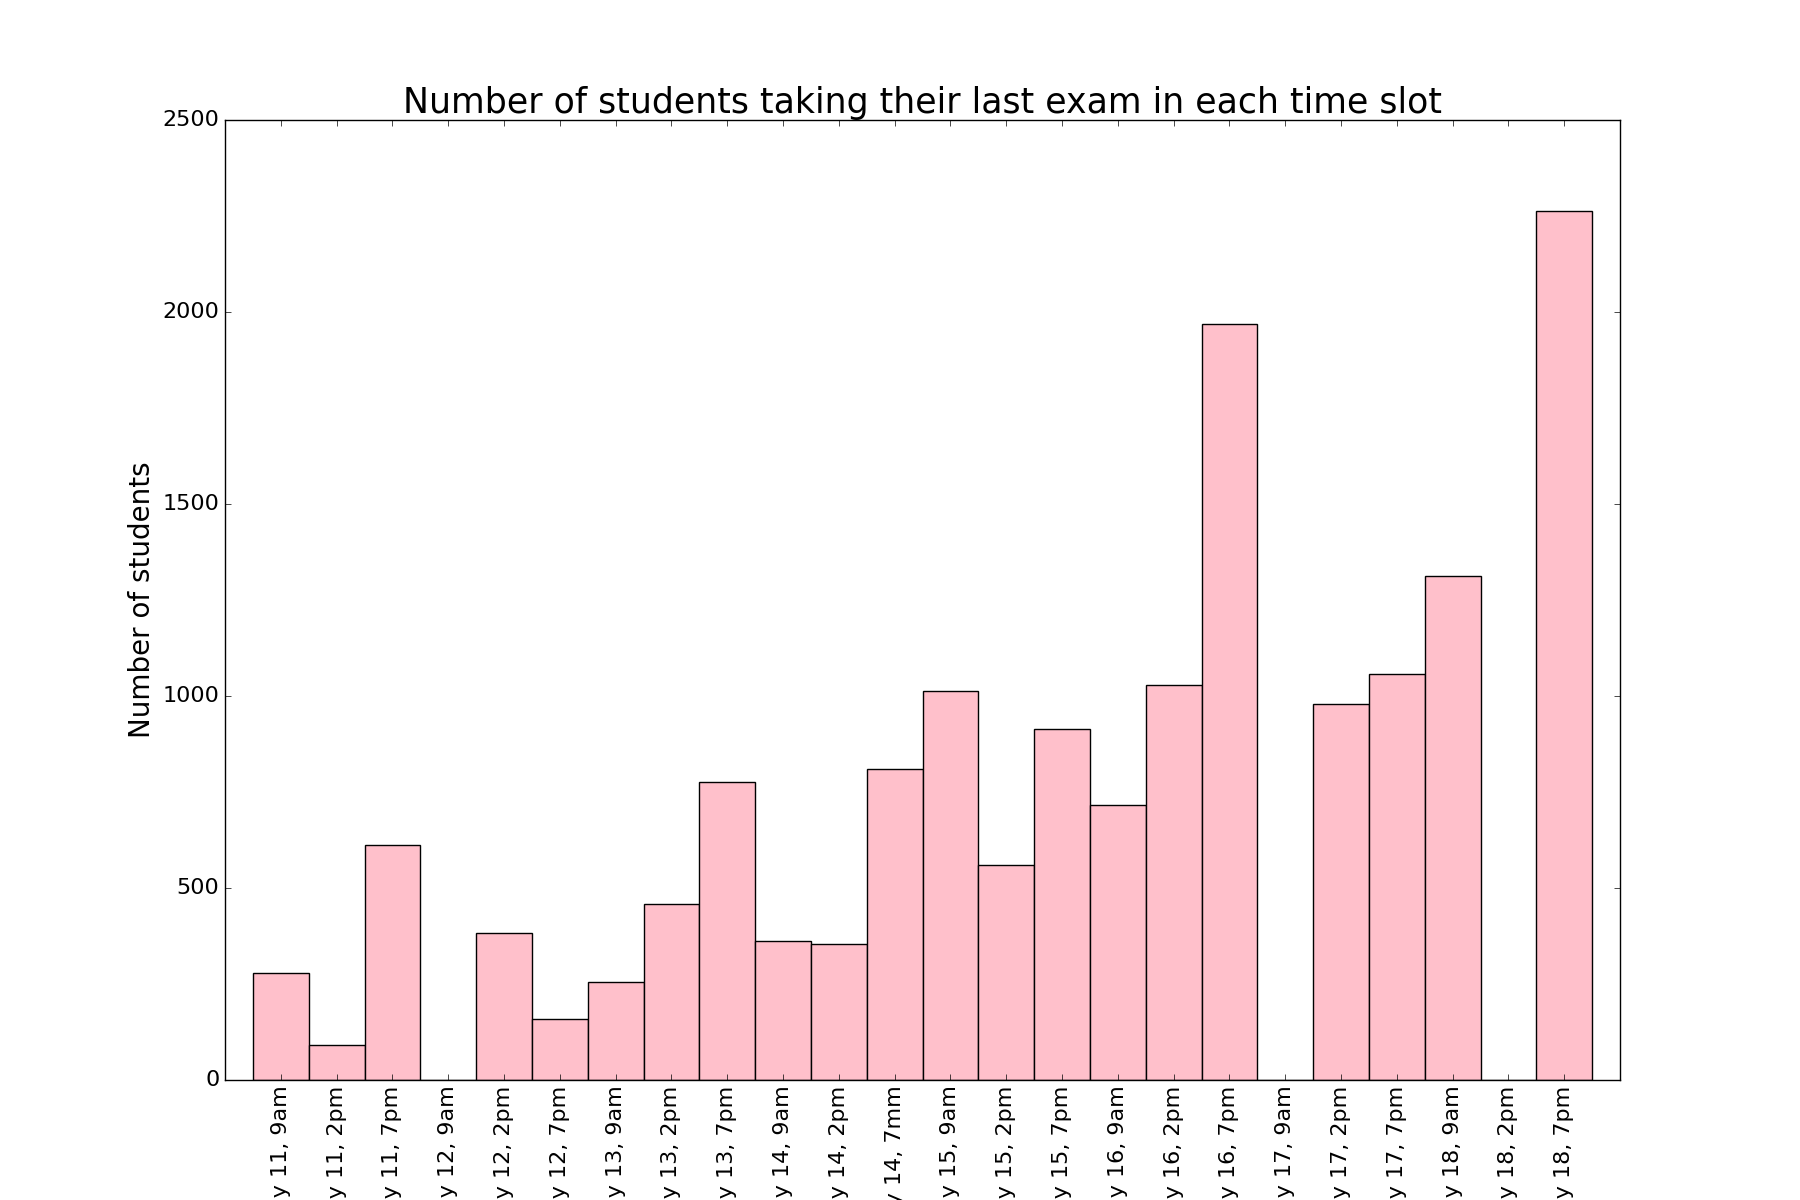 Number of students taking their last exam in each time slot
Number of students
2500
2000
1500
1000
500
0
y 11, 9am
y 11, 2pm
y 11, 7pm
y 12, 9am
y 12, 2pm
y 12, 7pm
y 13, 9am
y 13, 2pm
y 13, 7pm
y 14, 9am
y 14, 2pm
y 14, 7mm
y 15, 9am
y 15, 2pm
y 15, 7pm
y 16, 9am
y 16, 2pm
y 16, 7pm
y 17, 9am
y 17, 2pm
y 17, 7pm
y 18, 9am
y 18, 2pm
y 18, 7pm